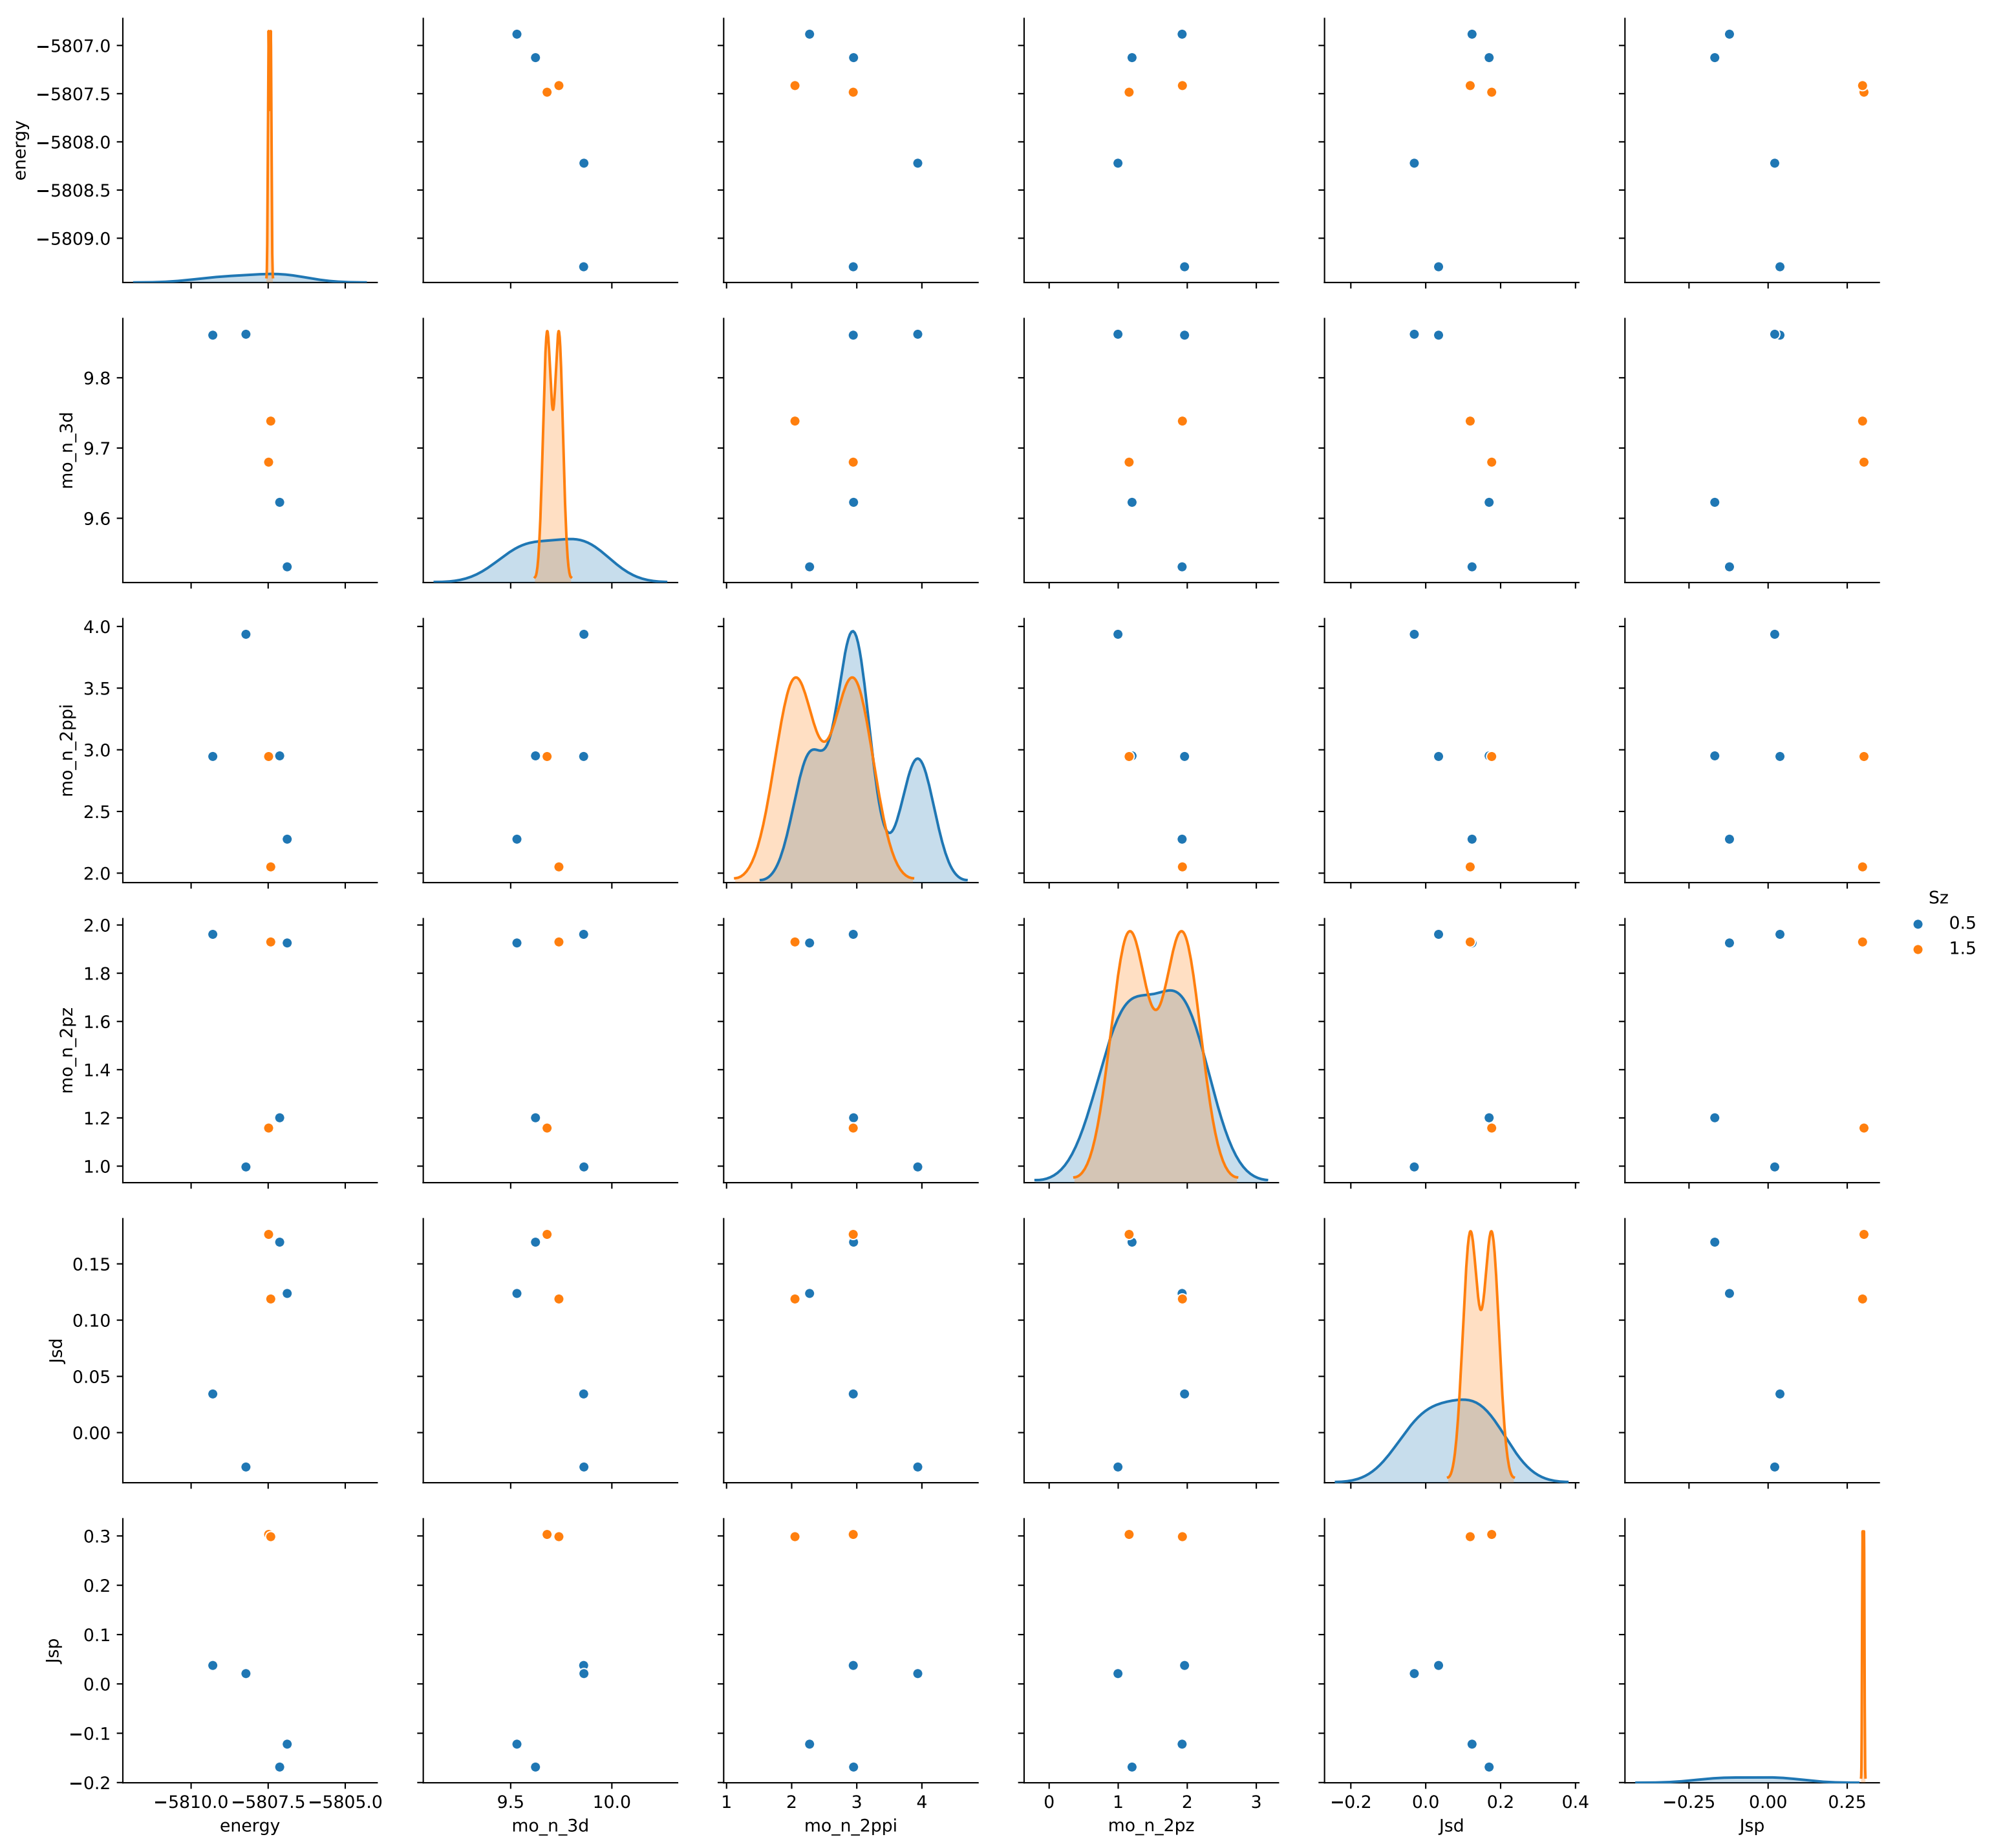 energy
−5807.0
−5807.5
−5808.0
−5808.5
−5809.0
mo_n_3d
9.8
9.7
9.6
mo_n_2ppi
4.0
3.5
3.0
2.5
2.0
mo_n_2pz
2.0
1.8
1.6
1.4
1.2
1.0
Jsd
0.15
0.10
0.05
0.00
Jsp
0.3
0.2
0.1
0.0
−0.1
−0.2
−5810.0 −5807.5 −5805.0
energy
9.5 10.0
mo_n_3d
1 2 3 4
mo_n_2ppi
0 1 2 3
mo_n_2pz
−0.2 0.0 0.2 0.4
Jsd
−0.25 0.00 0.25
Jsp
Sz
0.5
1.5